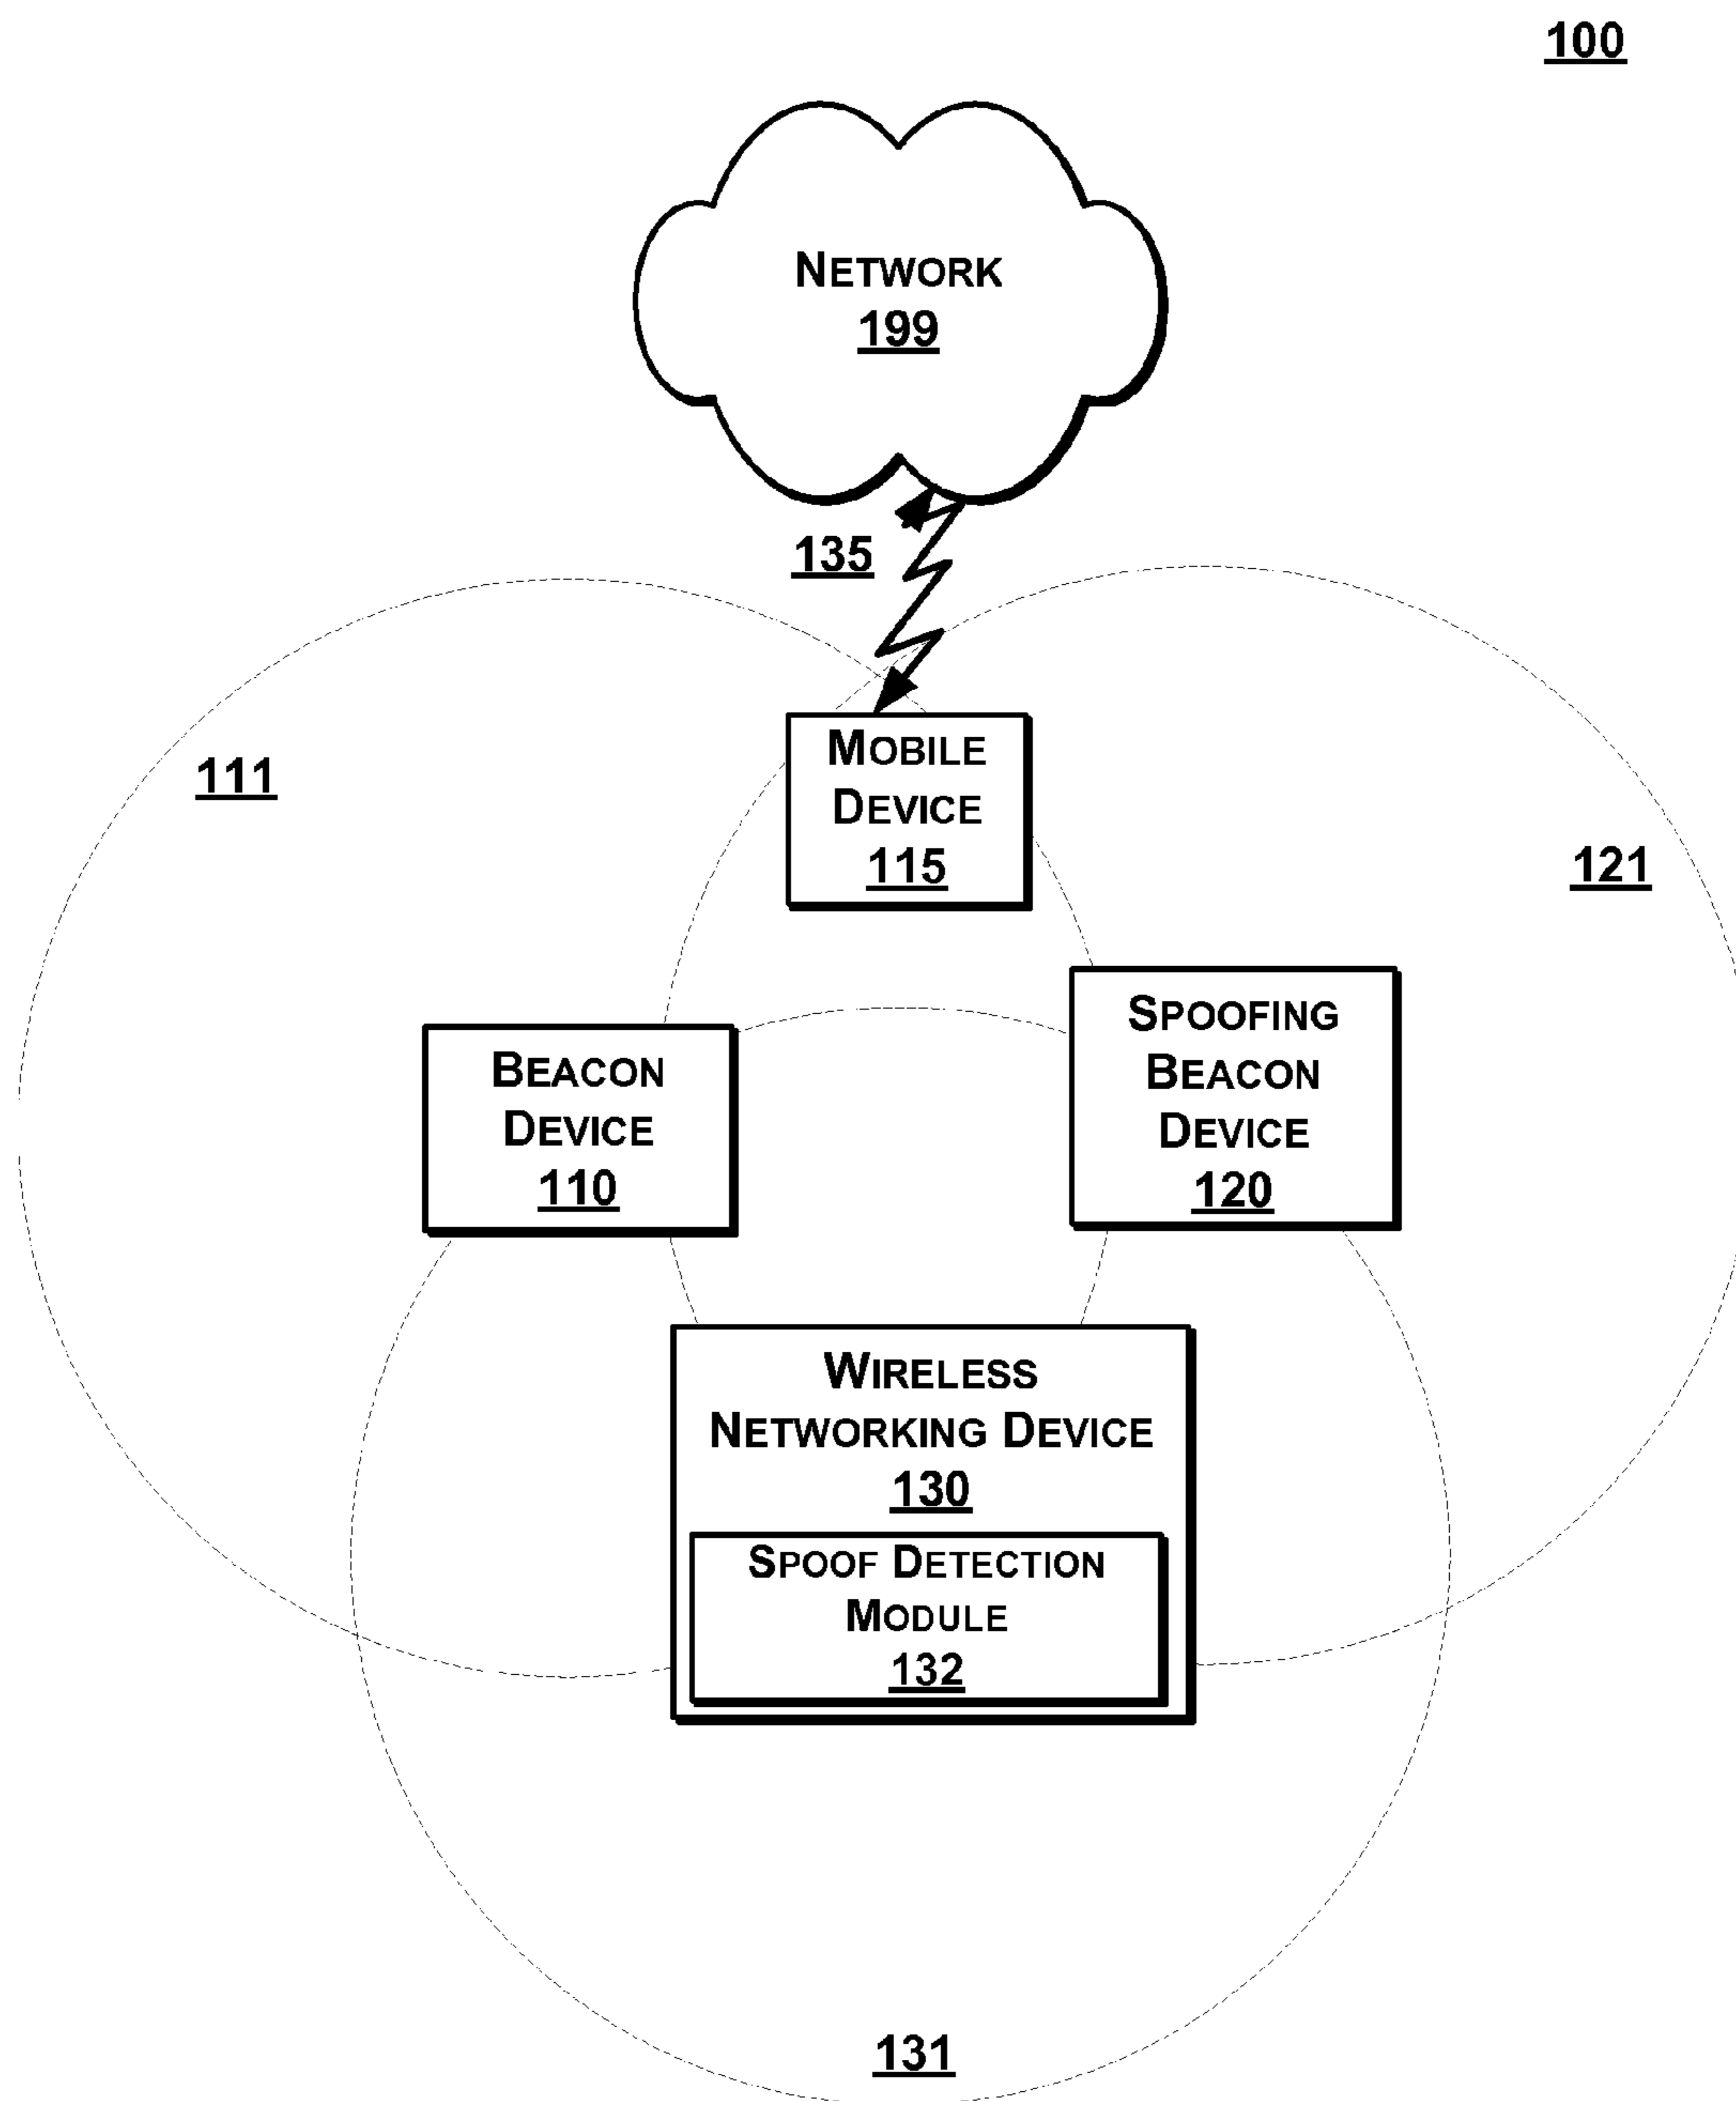 100
NETWORK
199
135
MOBILE
DEVICE
115
111
121
SPOOFING
BEACON
DEVICE
120
BEACON
DEVICE
110
WIRELESS
NETWORKING DEVICE
130
SPOOF DETECTION
MODULE
132
131